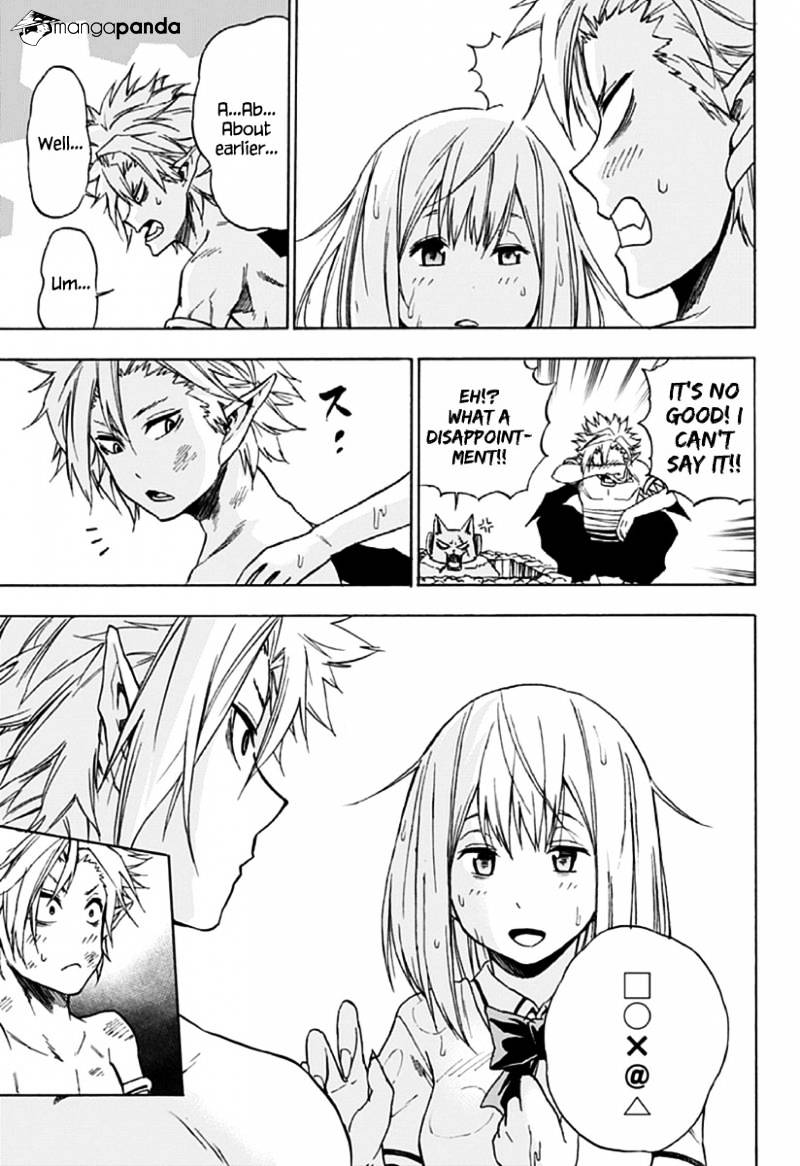 mangapanda
A...Ab...
About
earlier...
Well...
Um...
IT'S NO
GOOD! I
CAN'T
SAY IT!!
EH!?
WHAT A
DISAPPOINT-
MENT!!
ス、
□○×@△